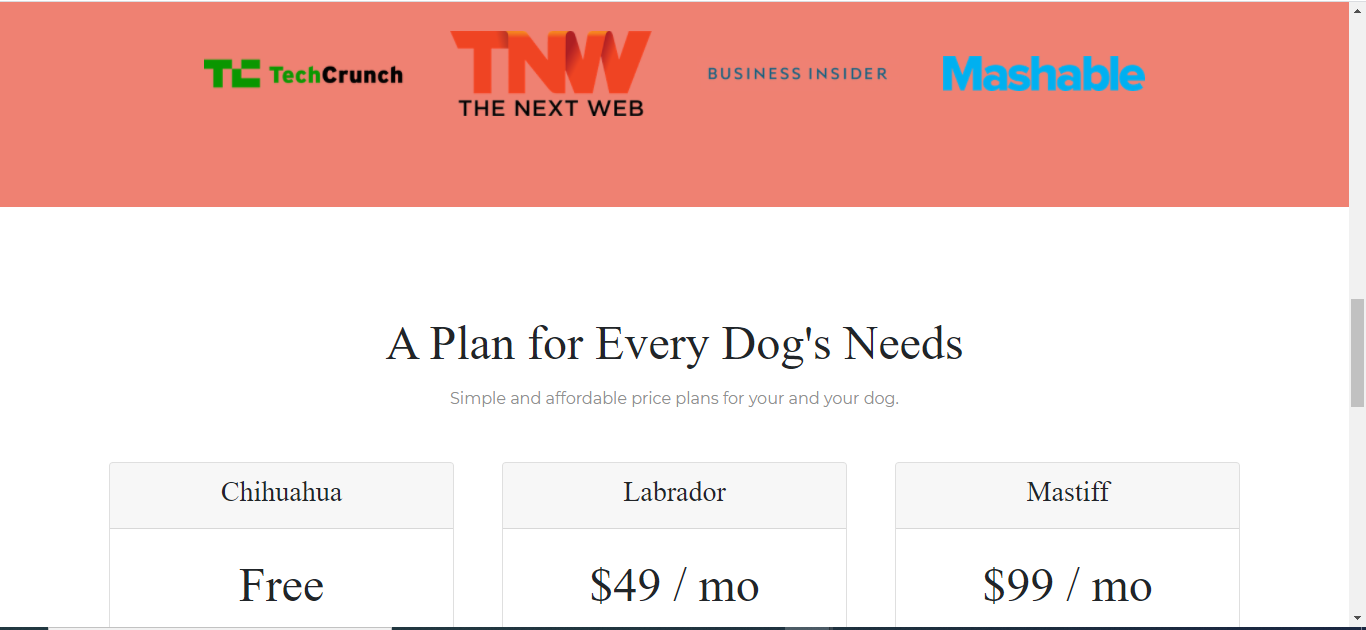 TC TechCrunch
TNW
THE NEXT WEB
BUSINESS INSIDER
Mashable
A Plan for Every Dog's Needs
Simple and affordable price plans for your and your dog.
Chihuahua
Labrador
Mastiff
Free
$49 / mo
$99 / mo